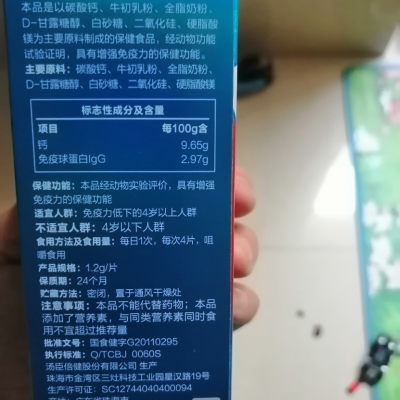 本品是以碳酸钙、牛初乳粉、全脂奶粉、
D-甘露糖醇、白砂糖、二氧化硅、硬脂酸
镁为主要原料制成的保健食品，经动物功能
试验证明，具有增强免疫力的保健功能。
主要原料：碳酸钙、牛初乳粉、全脂奶粉、
D-甘露糖醇、白砂糖、二氧化硅、硬脂酸镁
标志性成分及含量
项目 每100g含
钙 9.65g
免疫球蛋白IgG 2.97g
保健功能：本品经动物实验评价，具有增强
免疫力的保健功能
适宜人群：免疫力低下的4岁以上人群
不适宜人群：4岁以下人群
食用方法及食用量：每日1次，每次4片，咀
嚼食用
产品规格：1.2g/片
保质期：24个月
贮藏方法：密闭，置于通风干燥处
注意事项：本品不能代替药物；本品
添加了营养素，与同类营养素同时食
用不宜超过推荐量
批准文号：国食健字G20110295
执行标准：Q/TCBJ 0060S
汤臣倍健股份有限公司 生产
珠海市金湾区三灶科技工业园星汉路19号
生产许可证：SC12744040400094